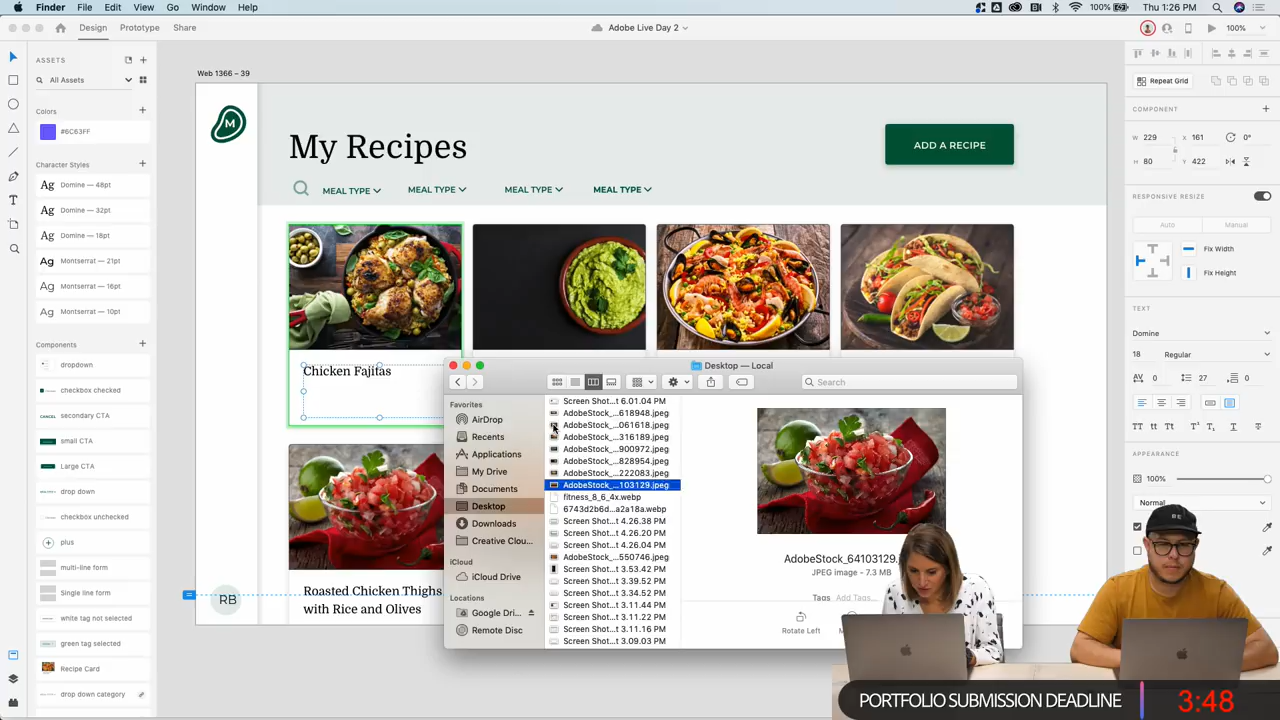 Finder File Edit View Go Window Help
100% Thu 1:26 PM
Design Prototype Share
Adobe Live Day 2
100%
ASSETS
All Assets
Colors
#6C63FF
Character Styles
Ag Domine — 48pt
Ag Domine — 32pt
Ag Domine — 18pt
Ag Montserrat — 21pt
Ag Montserrat — 16pt
Ag Montserrat — 10pt
Components
dropdown
checkbox checked
secondary CTA
small CTA
Large CTA
drop down
checkbox unchecked
plus
multi-line form
Single line form
white tag not selected
green tag selected
Recipe Card
drop down category
Web 1366 – 39
M
My Recipes
ADD A RECIPE
MEAL TYPE MEAL TYPE MEAL TYPE MEAL TYPE
Chicken Fajitas
Roasted Chicken Thighs
with Rice and Olives
RB
Desktop — Local
Search
Favorites
AirDrop
Recents
Applications
My Drive
Documents
Desktop
Downloads
Creative Clou...
iCloud
iCloud Drive
Locations
Google Dri...
Remote Disc
Screen Shot...t 6.01.04 PM
AdobeStock_...618948.jpeg
AdobeStock_...061618.jpeg
AdobeStock_...316189.jpeg
AdobeStock_...900972.jpeg
AdobeStock_...828954.jpeg
AdobeStock_...222083.jpeg
AdobeStock_...103129.jpeg
fitness_8_6_4x.webp
6743d2b6d...a2a18a.webp
Screen Shot...t 4.26.38 PM
Screen Shot...t 4.26.20 PM
Screen Shot...t 4.26.04 PM
AdobeStock_...550746.jpeg
Screen Shot...t 3.53.42 PM
Screen Shot...t 3.39.52 PM
Screen Shot...t 3.34.52 PM
Screen Shot...t 3.11.44 PM
Screen Shot...t 3.11.22 PM
Screen Shot...t 3.11.16 PM
Screen Shot...t 3.09.03 PM
AdobeStock_64103129.
JPEG image - 7.3 MB
Tags Add Tags...
Rotate Left
Repeat Grid
COMPONENT
W 229 X 161 0°
H 80 Y 422
RESPONSIVE RESIZE
Auto Manual
Fix Width
Fix Height
TEXT
Domine
18 Regular
AV 0 27 0
TT tt Tt T T
APPEARANCE
100%
Normal
PORTFOLIO SUBMISSION DEADLINE 3:48